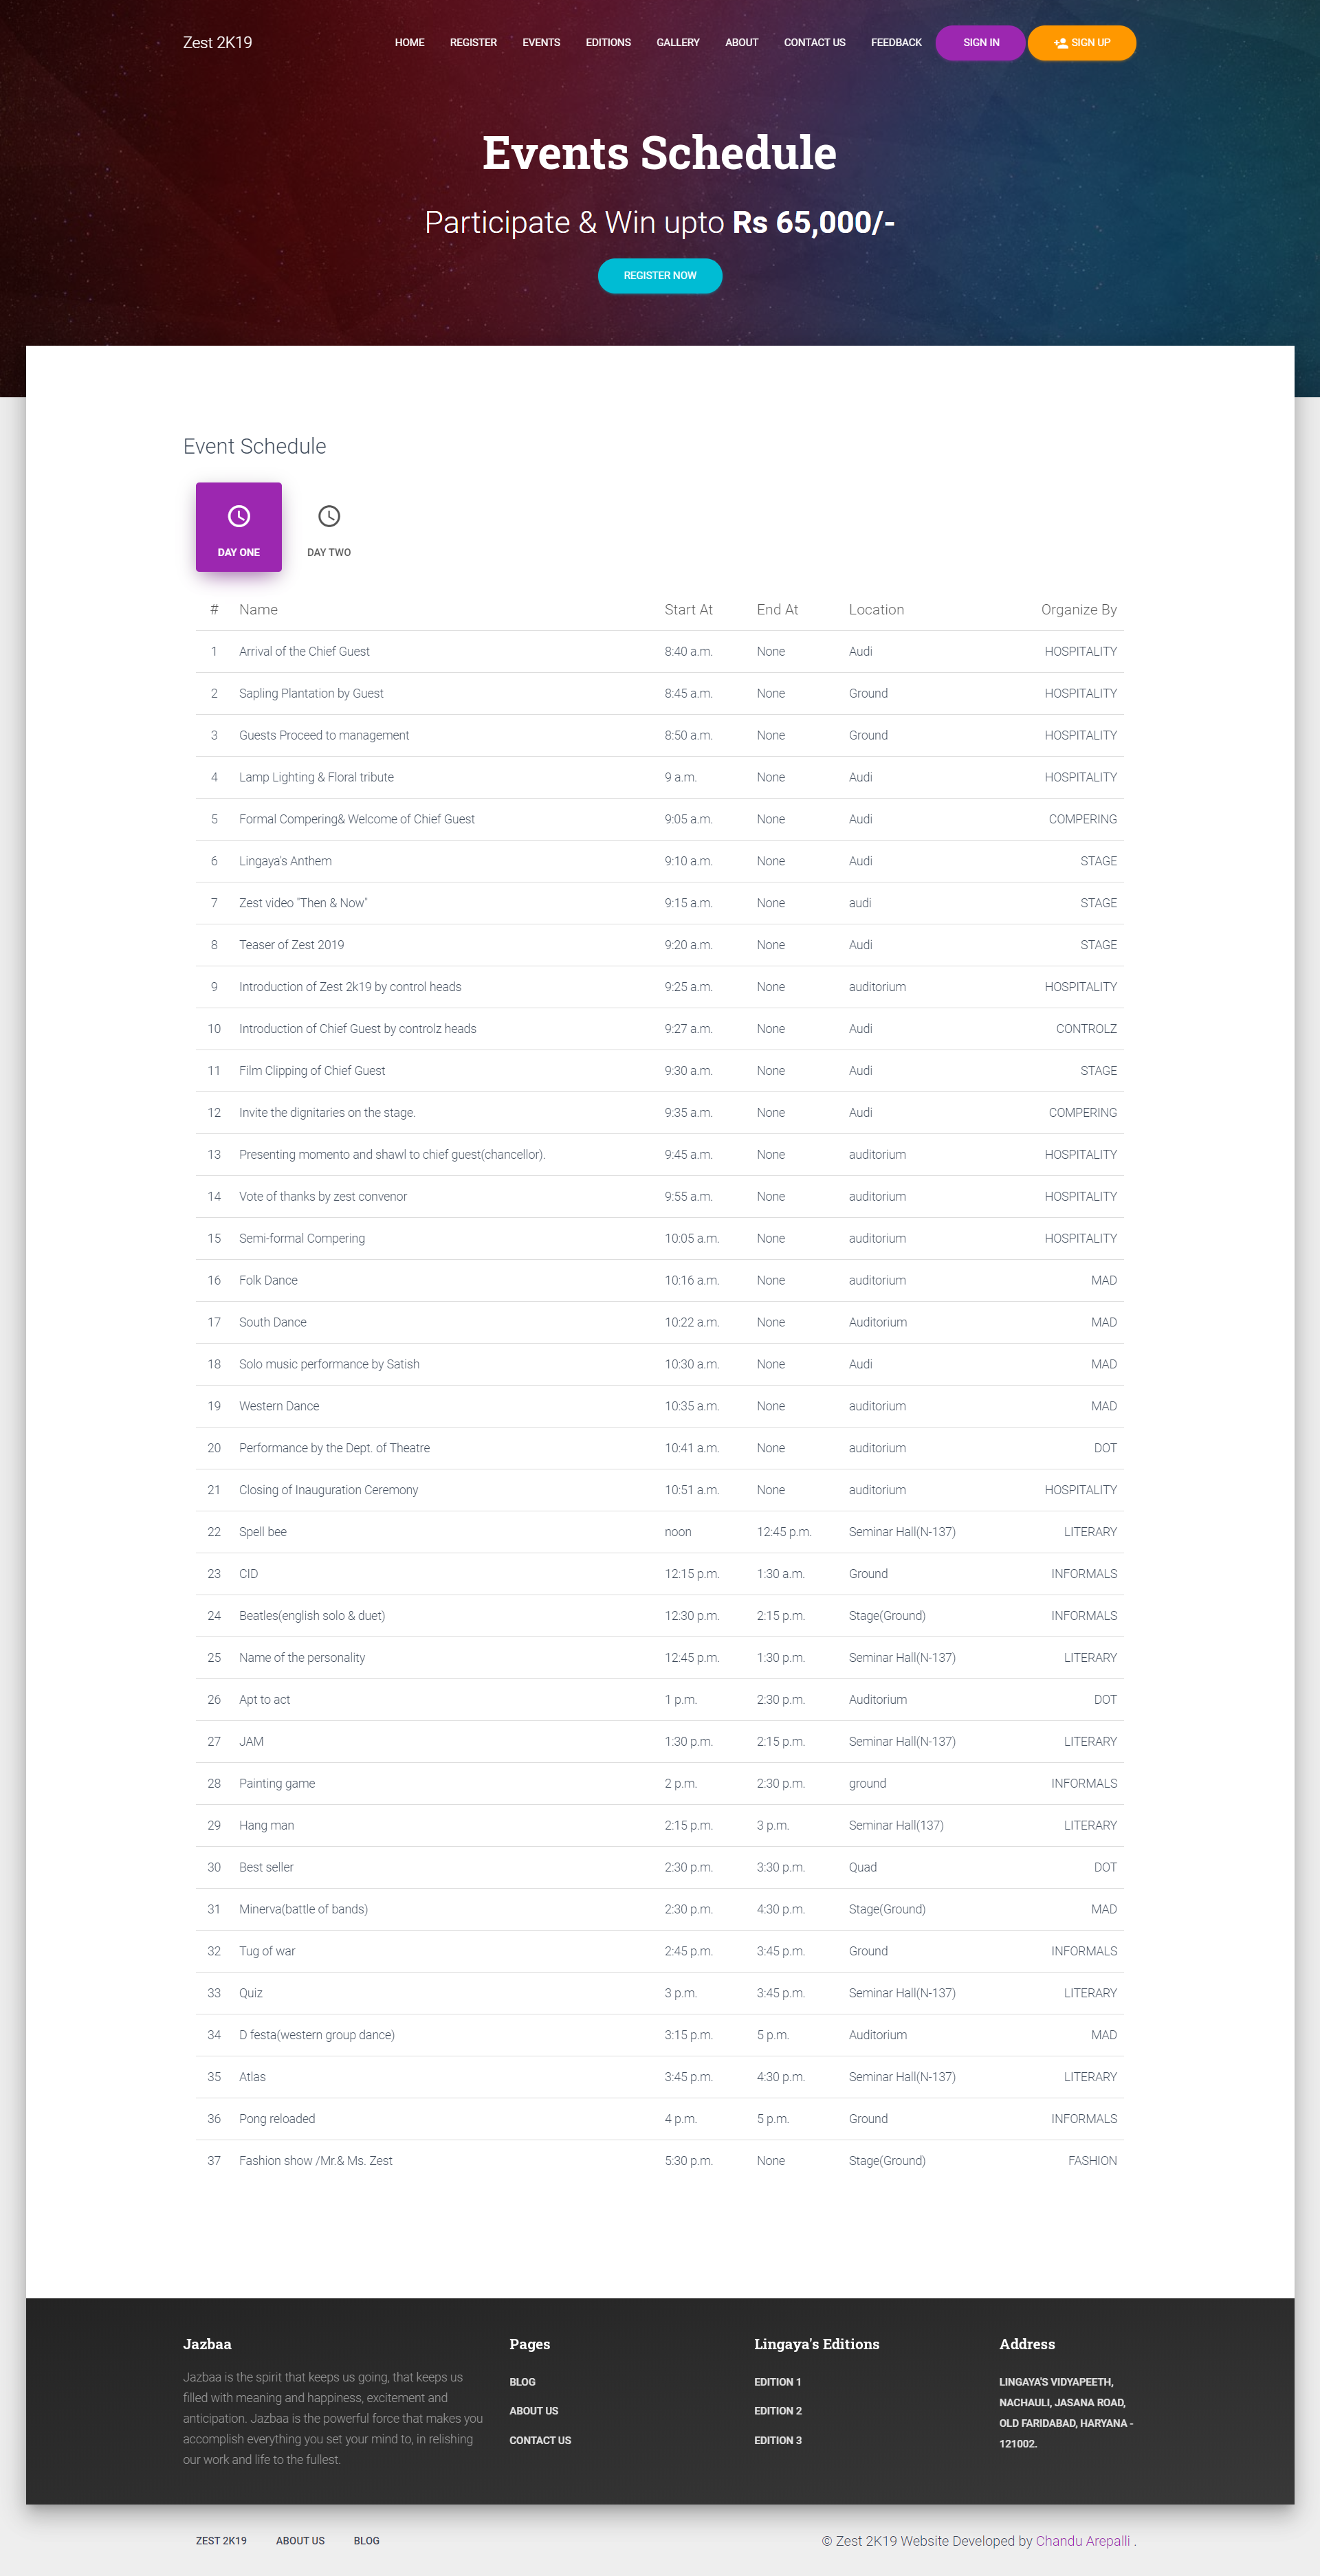 Zest 2K19 HOME REGISTER EVENTS EDITIONS GALLERY ABOUT CONTACT US FEEDBACK SIGN IN SIGN UP
Events Schedule
Participate & Win upto Rs 65,000/-
REGISTER NOW
Event Schedule
DAY ONE DAY TWO
# Name Start At End At Location Organize By
1 Arrival of the Chief Guest 8:40 a.m. None Audi HOSPITALITY
2 Sapling Plantation by Guest 8:45 a.m. None Ground HOSPITALITY
3 Guests Proceed to management 8:50 a.m. None Ground HOSPITALITY
4 Lamp Lighting & Floral tribute 9 a.m. None Audi HOSPITALITY
5 Formal Compering& Welcome of Chief Guest 9:05 a.m. None Audi COMPERING
6 Lingaya's Anthem 9:10 a.m. None Audi STAGE
7 Zest video "Then & Now" 9:15 a.m. None audi STAGE
8 Teaser of Zest 2019 9:20 a.m. None Audi STAGE
9 Introduction of Zest 2k19 by control heads 9:25 a.m. None auditorium HOSPITALITY
10 Introduction of Chief Guest by controlz heads 9:27 a.m. None Audi CONTROLZ
11 Film Clipping of Chief Guest 9:30 a.m. None Audi STAGE
12 Invite the dignitaries on the stage. 9:35 a.m. None Audi COMPERING
13 Presenting momento and shawl to chief guest(chancellor). 9:45 a.m. None auditorium HOSPITALITY
14 Vote of thanks by zest convenor 9:55 a.m. None auditorium HOSPITALITY
15 Semi-formal Compering 10:05 a.m. None auditorium HOSPITALITY
16 Folk Dance 10:16 a.m. None auditorium MAD
17 South Dance 10:22 a.m. None Auditorium MAD
18 Solo music performance by Satish 10:30 a.m. None Audi MAD
19 Western Dance 10:35 a.m. None auditorium MAD
20 Performance by the Dept. of Theatre 10:41 a.m. None auditorium DOT
21 Closing of Inauguration Ceremony 10:51 a.m. None auditorium HOSPITALITY
22 Spell bee noon 12:45 p.m. Seminar Hall(N-137) LITERARY
23 CID 12:15 p.m. 1:30 a.m. Ground INFORMALS
24 Beatles(english solo & duet) 12:30 p.m. 2:15 p.m. Stage(Ground) INFORMALS
25 Name of the personality 12:45 p.m. 1:30 p.m. Seminar Hall(N-137) LITERARY
26 Apt to act 1 p.m. 2:30 p.m. Auditorium DOT
27 JAM 1:30 p.m. 2:15 p.m. Seminar Hall(N-137) LITERARY
28 Painting game 2 p.m. 2:30 p.m. ground INFORMALS
29 Hang man 2:15 p.m. 3 p.m. Seminar Hall(137) LITERARY
30 Best seller 2:30 p.m. 3:30 p.m. Quad DOT
31 Minerva(battle of bands) 2:30 p.m. 4:30 p.m. Stage(Ground) MAD
32 Tug of war 2:45 p.m. 3:45 p.m. Ground INFORMALS
33 Quiz 3 p.m. 3:45 p.m. Seminar Hall(N-137) LITERARY
34 D festa(western group dance) 3:15 p.m. 5 p.m. Auditorium MAD
35 Atlas 3:45 p.m. 4:30 p.m. Seminar Hall(N-137) LITERARY
36 Pong reloaded 4 p.m. 5 p.m. Ground INFORMALS
37 Fashion show /Mr.& Ms. Zest 5:30 p.m. None Stage(Ground) FASHION
Jazbaa
Jazbaa is the spirit that keeps us going, that keeps us
filled with meaning and happiness, excitement and
anticipation. Jazbaa is the powerful force that makes you
accomplish everything you set your mind to, in relishing
our work and life to the fullest.
Pages
BLOG
ABOUT US
CONTACT US
Lingaya's Editions
EDITION 1
EDITION 2
EDITION 3
Address
LINGAYA'S VIDYAPEETH,
NACHAULI, JASANA ROAD,
OLD FARIDABAD, HARYANA -
121002.
ZEST 2K19 ABOUT US BLOG
© Zest 2K19 Website Developed by Chandu Arepalli .